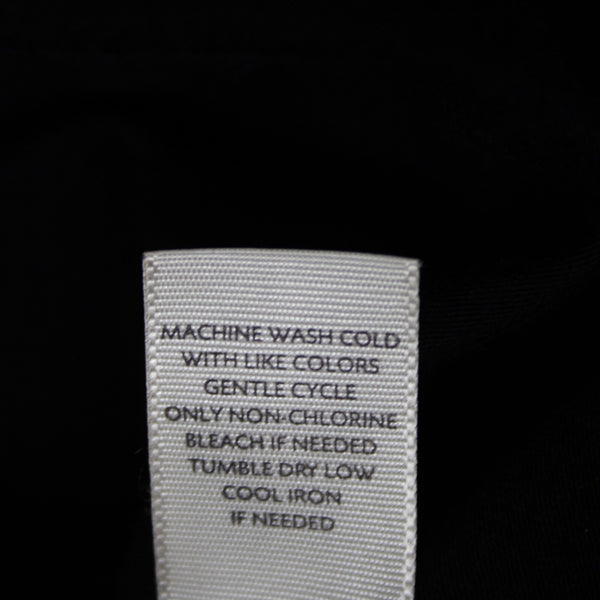 MACHINE WASH COLD
WITH LIKE COLORS
GENTLE CYCLE
ONLY NON-CHLORINE
BLEACH IF NEEDED
TUMBLE DRY LOW
COOL IRON
IF NEEDED